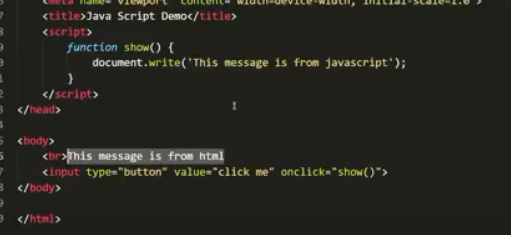 <meta name="viewport" content="width=device-width, initial-scale=1.0">
<title>Java Script Demo</title>
<script>
function show() {
document.write('This message is from javascript');
}
</script>
</head>
<body>
<br>This message is from html
<input type="button" value="click me" onclick="show()">
</body>
</html>